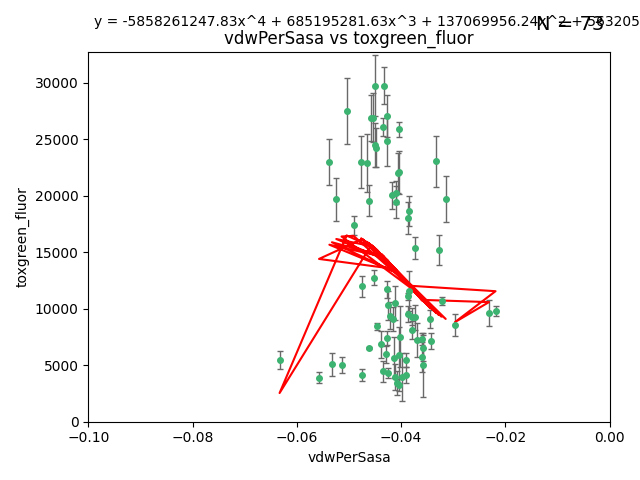 y = -5858261247.83x^4 + 685195281.63x^3 + 137069956.24x^2 +
N = 73
vdwPerSasa vs toxgreen_fluor
30000
25000
20000
15000
10000
5000
0
toxgreen_fluor
−0.10 −0.08 −0.06 −0.04 −0.02 0.00
vdwPerSasa